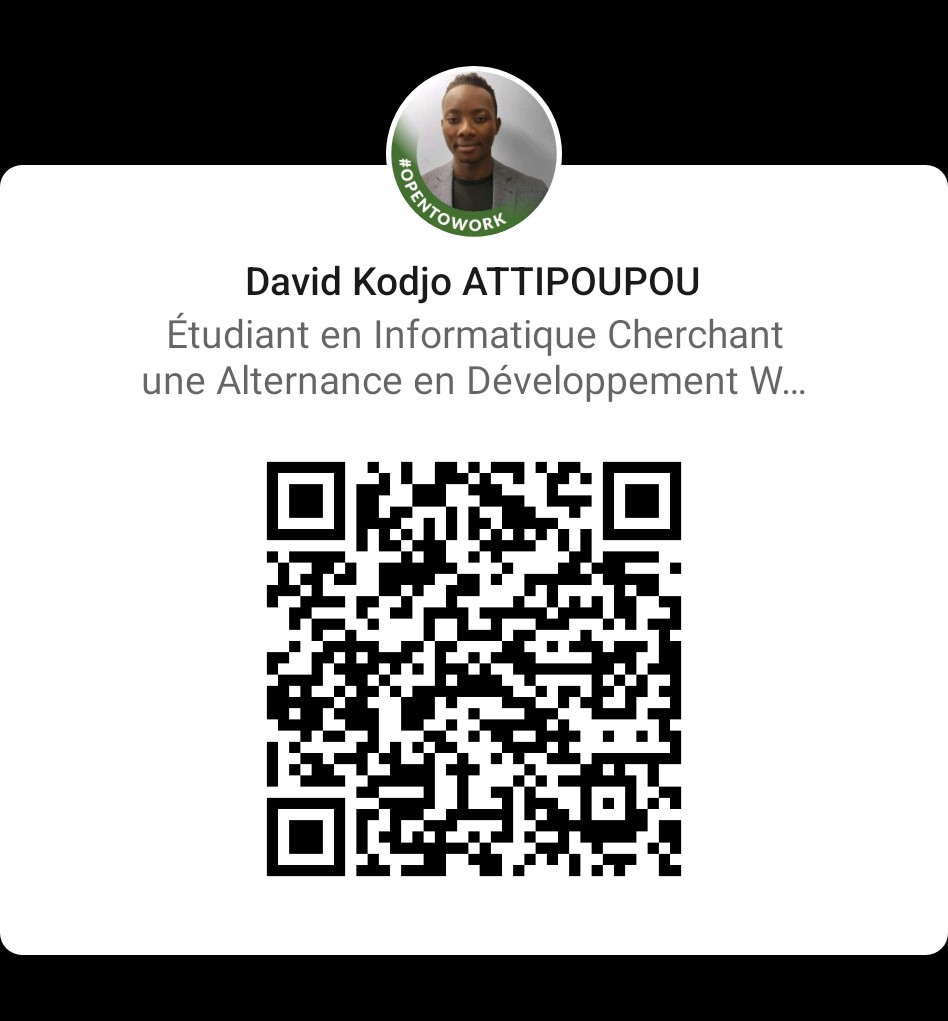 #OPENTOWORK
David Kodjo ATTIPOUPOU
Étudiant en Informatique Cherchant
une Alternance en Développement W...